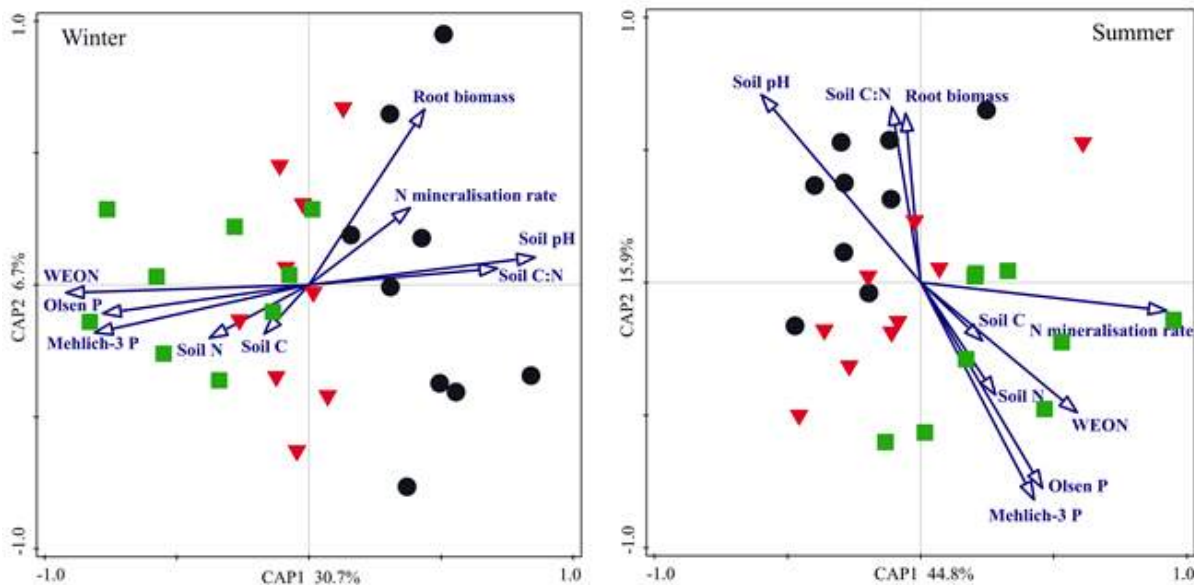 Winter
1.0
CAP2 6.7%
-1.0
Root biomass
N mineralisation rate
Soil pH
Soil C:N
WEON
Olsen P
Mehlich-3 P
Soil N
Soil C
-1.0
CAP1 30.7%
1.0
Summer
1.0
CAP2 15.9%
-1.0
Soil pH
Soil C:N
Root biomass
Soil C
N mineralisation rate
Soil N
WEON
Olsen P
Mehlich-3 P
-1.0
CAP1 44.8%
1.0